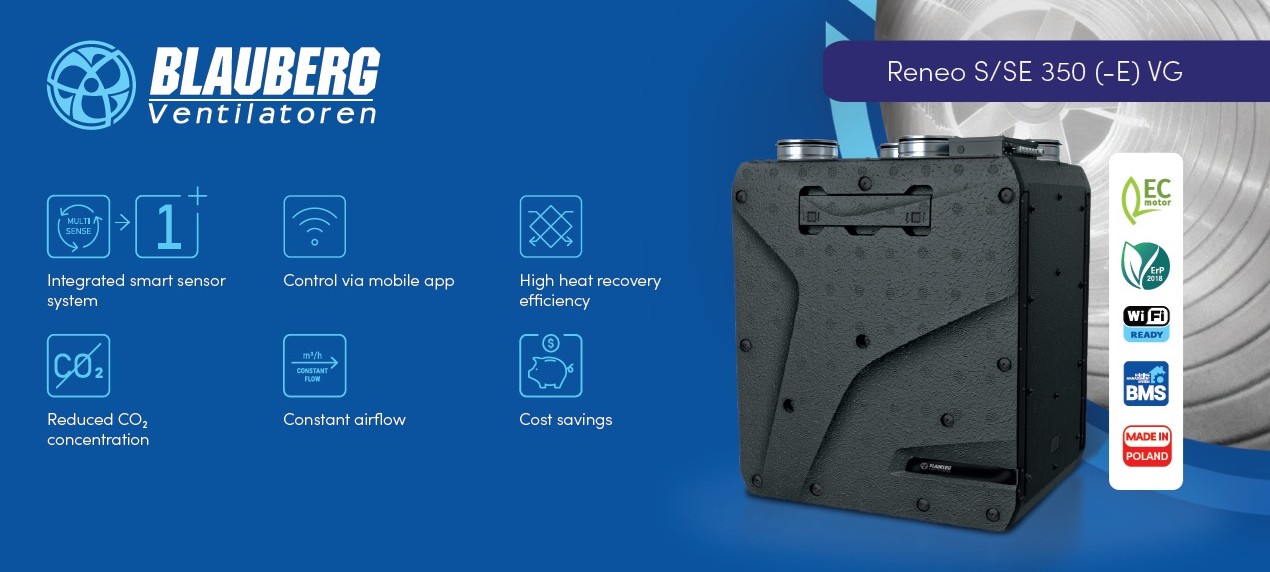 BLAUBERG
Ventilatoren
Reneo S/SE 350 (-E) VG
MULTI
SENSE
1+
Integrated smart sensor
system
Control via mobile app
High heat recovery
efficiency
CO₂
Reduced CO₂
concentration
m³/h
CONSTANT
FLOW
Constant airflow
$
Cost savings
BLAUBERG
EC
motor
ErP
2018
Wi Fi
READY
BMS
MADE IN
POLAND